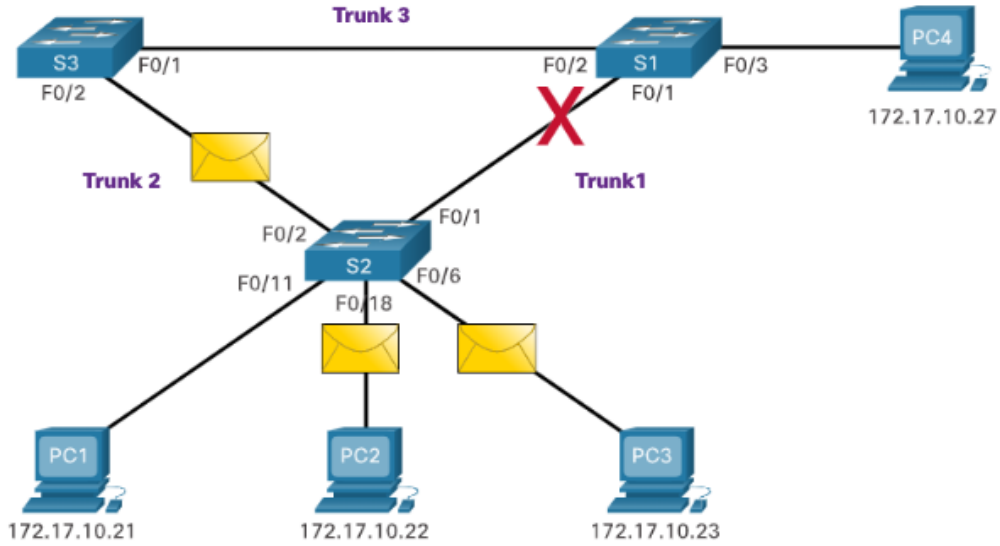 Trunk 3
S3
F0/1
F0/2
F0/2
S1
F0/3
F0/1
PC4
172.17.10.27
Trunk 2
Trunk1
F0/2
F0/1
S2
F0/11
F0/6
F0/18
PC1
PC2
PC3
172.17.10.21
172.17.10.22
172.17.10.23